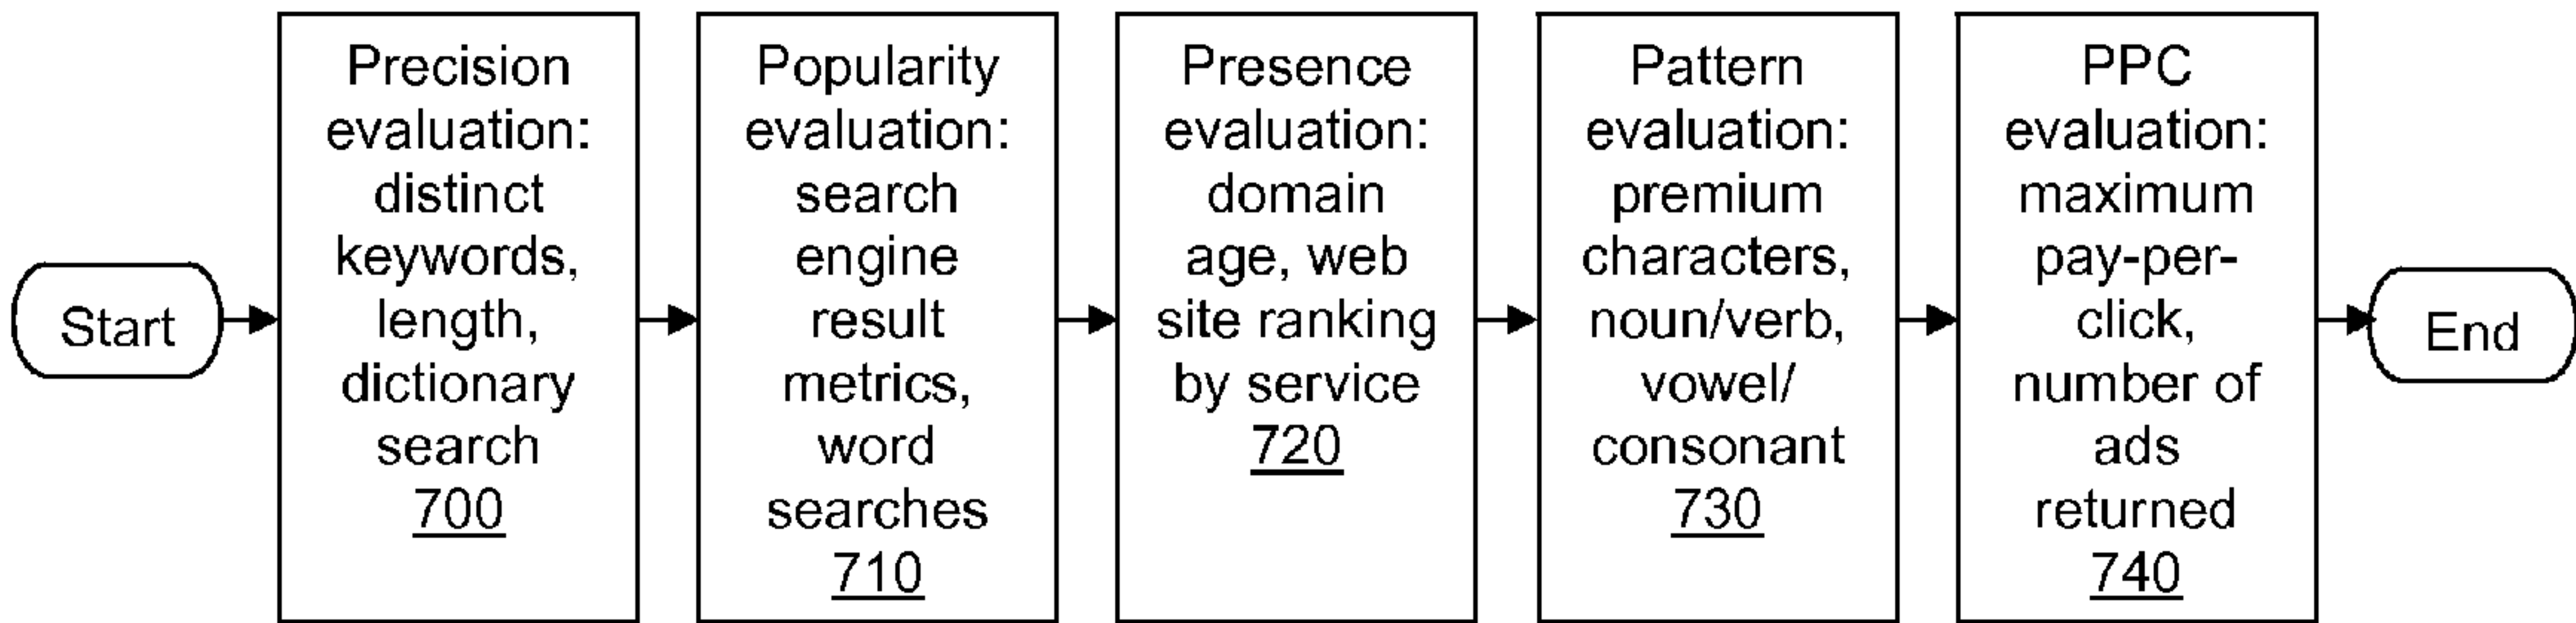 Start
Precision
evaluation:
distinct
keywords,
length,
dictionary
search
700
Popularity
evaluation:
search
engine
result
metrics,
word
searches
710
Presence
evaluation:
domain
age, web
site ranking
by service
720
Pattern
evaluation:
premium
characters,
noun/verb,
vowel/
consonant
730
PPC
evaluation:
maximum
pay-per-
click,
number of
ads
returned
740
End